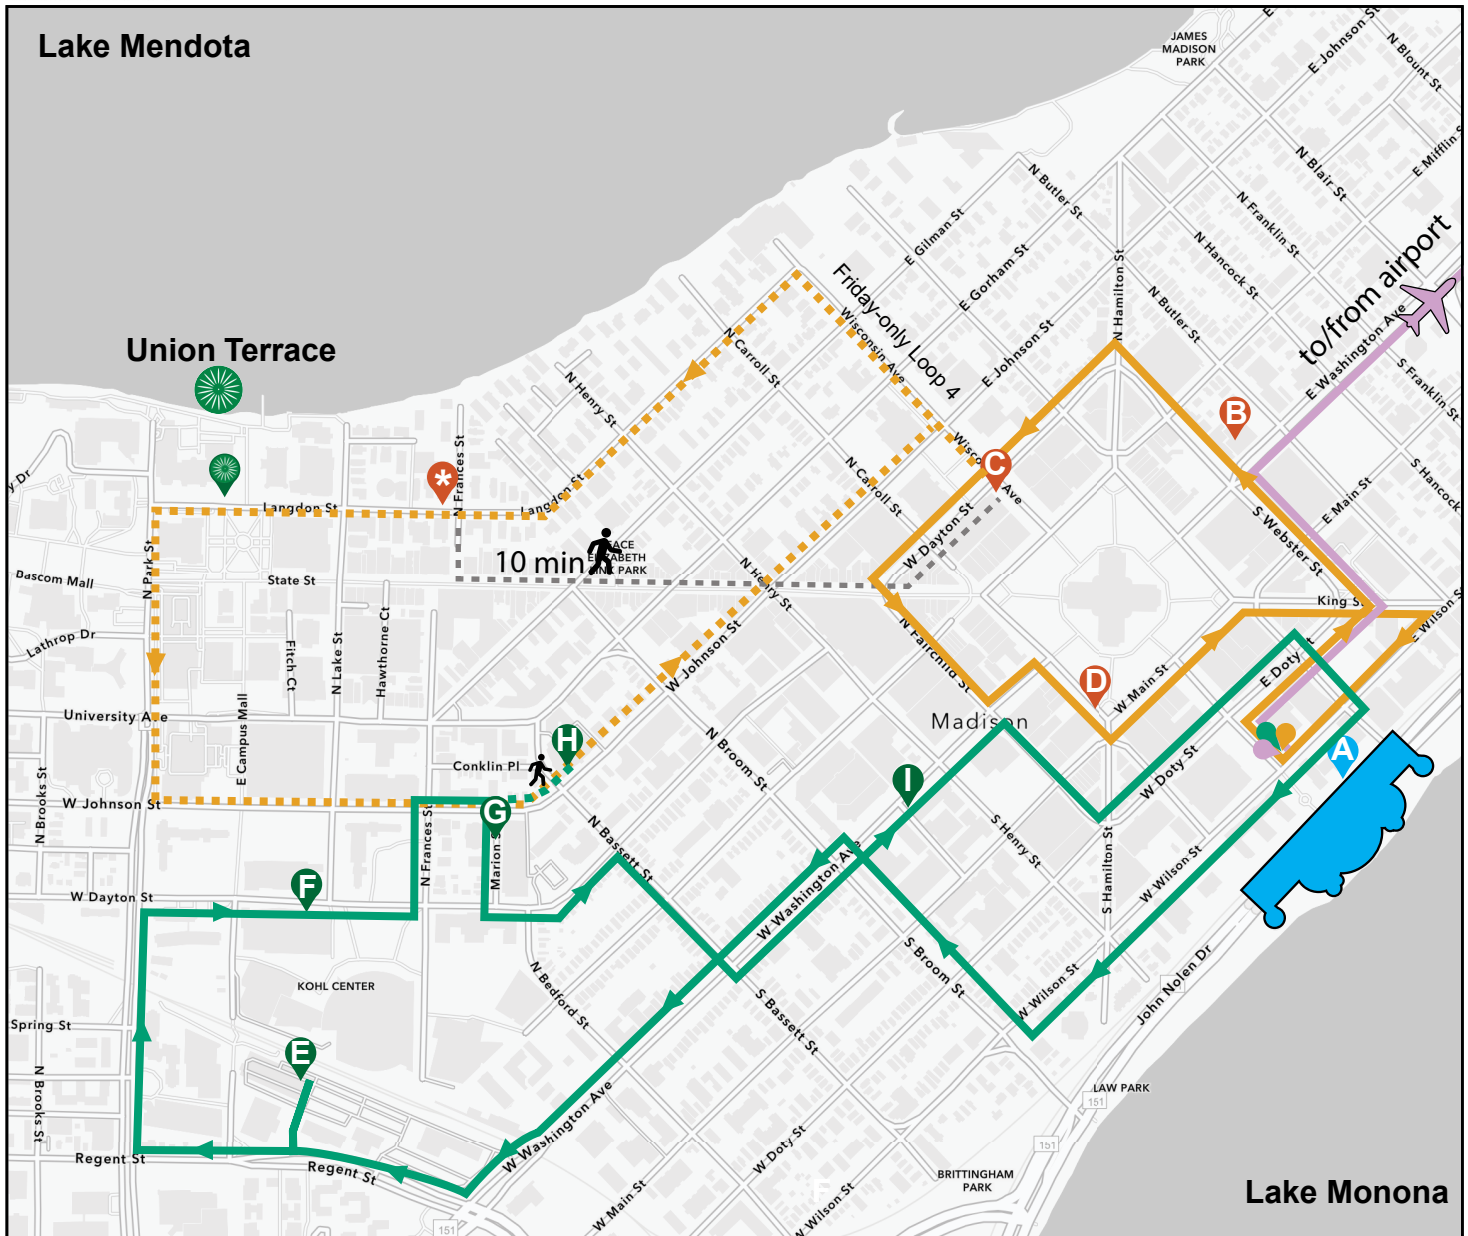 Lake Mendota
JAMES
MADISON
PARK
E Johnson St
N Blount St
E Mifflin S
N Blair St
N Butler St
N Franklin St
N Hancock St
N Butler St
E Gilman St
E Gorham St
E Johnson St
N Hamilton St
to/from airport
E Washington Ave
S Franklin St
S Hancock
E Main St
S Webster St
King S
E Wilson S
E Doty
Friday-only Loop 4
Wisconsin Ave
Wisco
Ave
N Carroll St
N Carroll St
N Henry St
N Henry St
Union Terrace
y Dr
Langdon St
Langdon St
N Frances St
*
B
C
W Dayton St
10 min
ACE
PARK
Bascom Mall
N Park St
State St
Lathrop Dr
Fitch Ct
N Lake St
Hawthorne Ct
University Ave
E Campus Mall
N Fairchild St
W Johnson St
D
W Main St
Madison
A
H
Conklin Pl
W Johnson St
N Brooks St
N Frances St
G
Marion S
N Broom St
N Bassett St
I
W Doty St
S Henry St
S Hamilton St
W Wilson St
W Washington Ave
F
W Dayton St
KOHL CENTER
N Bedford St
S Bassett St
S Broom St
W Wilson St
John Nolen Dr
Spring St
E
N Brooks St
Regent St
Regent St
W Washington Ave
W Main St
W Doty St
W Wilson St
LAW PARK
151
151
151
BRITTINGHAM
PARK
Lake Monona